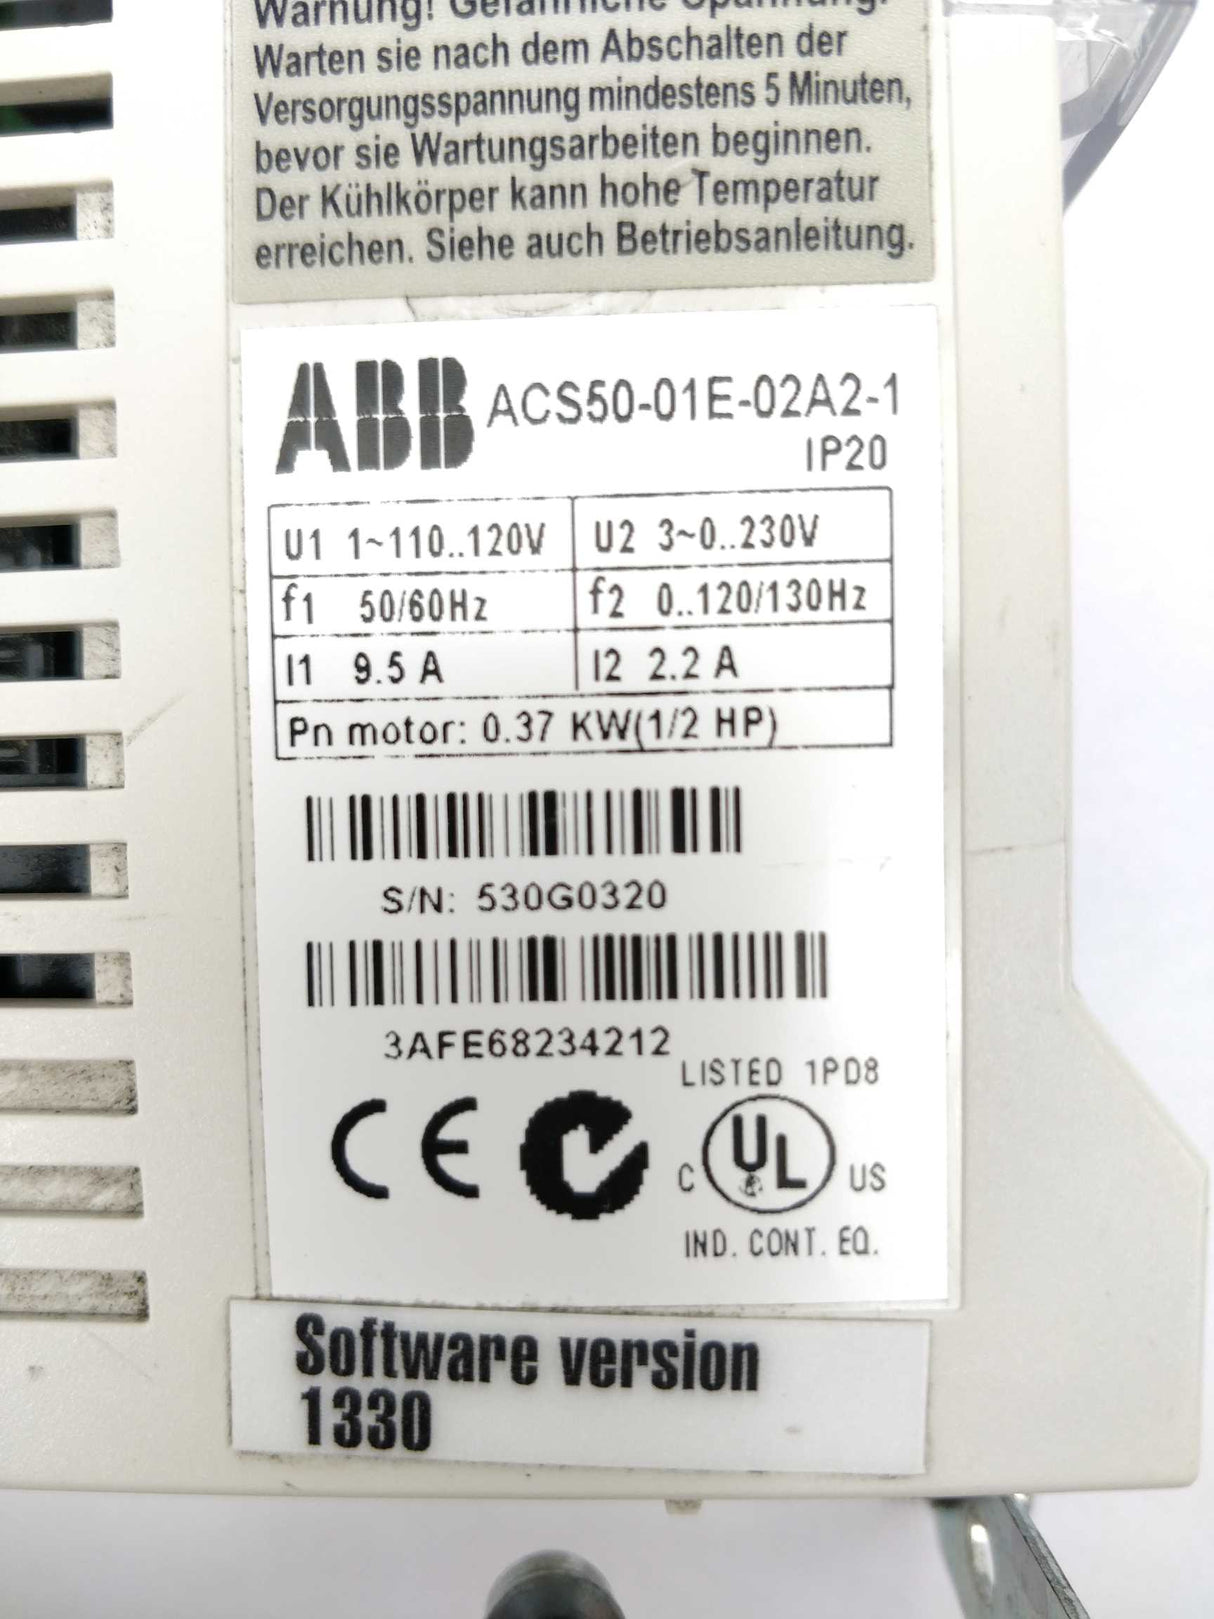 Warnung! Gefährliche Spannung.
Warten sie nach dem Abschalten der
Versorgungsspannung mindestens 5 Minuten,
bevor sie Wartungsarbeiten beginnen.
Der Kühlkörper kann hohe Temperatur
erreichen. Siehe auch Betriebsanleitung.
ABB ACS50-01E-02A2-1
IP20
U1 1~110..120V U2 3~0..230V
f1 50/60Hz f2 0..120/130Hz
I1 9.5 A I2 2.2 A
Pn motor: 0.37 KW(1/2 HP)
S/N: 530G0320
3AFE68234212
LISTED 1PD8
CE C UL US
IND. CONT. EQ.
Software version
1330